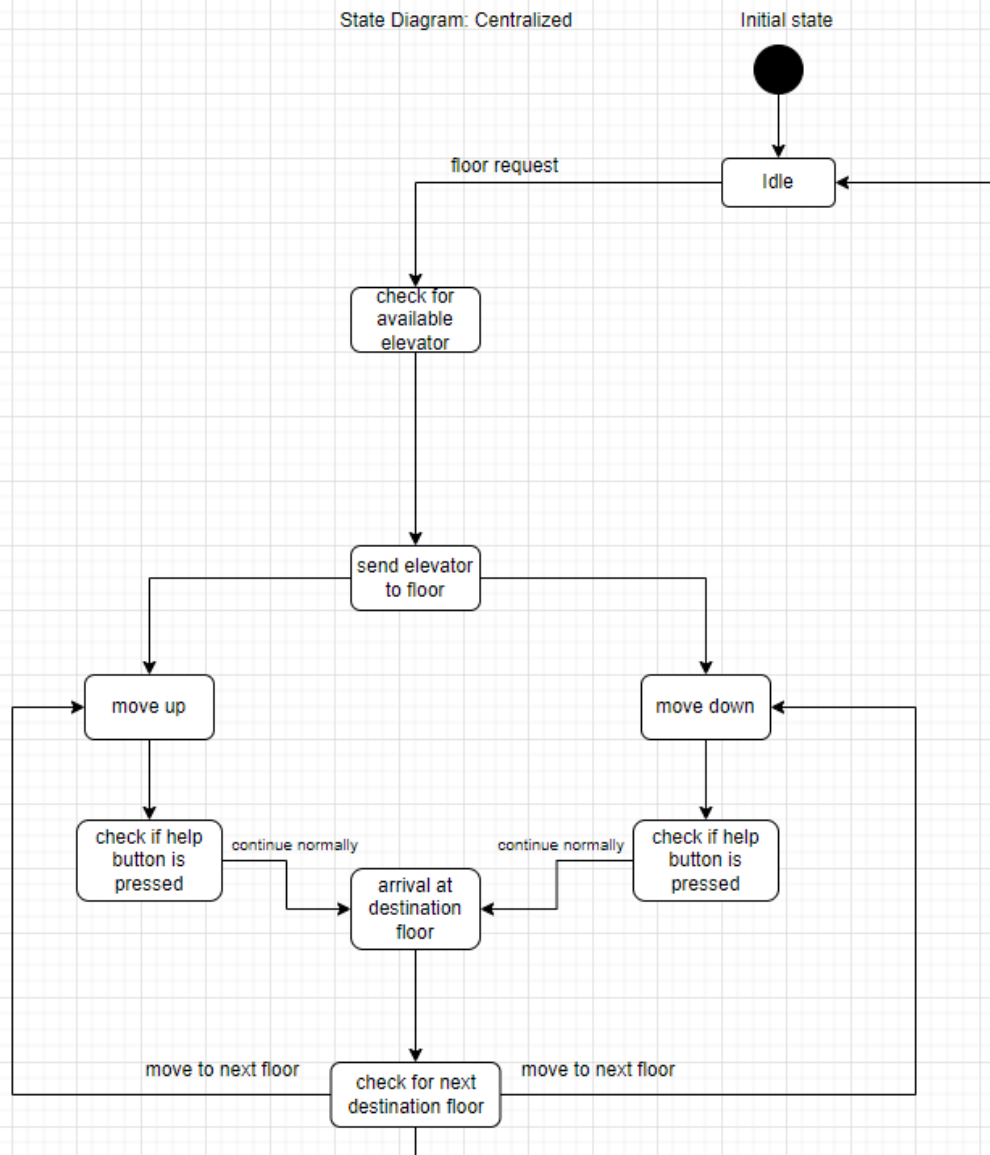 State Diagram: Centralized
Initial state
floor request
Idle
check for
available
elevator
send elevator
to floor
move up
move down
check if help
button is
pressed
continue normally
continue normally
check if help
button is
pressed
arrival at
destination
floor
move to next floor
move to next floor
check for next
destination floor